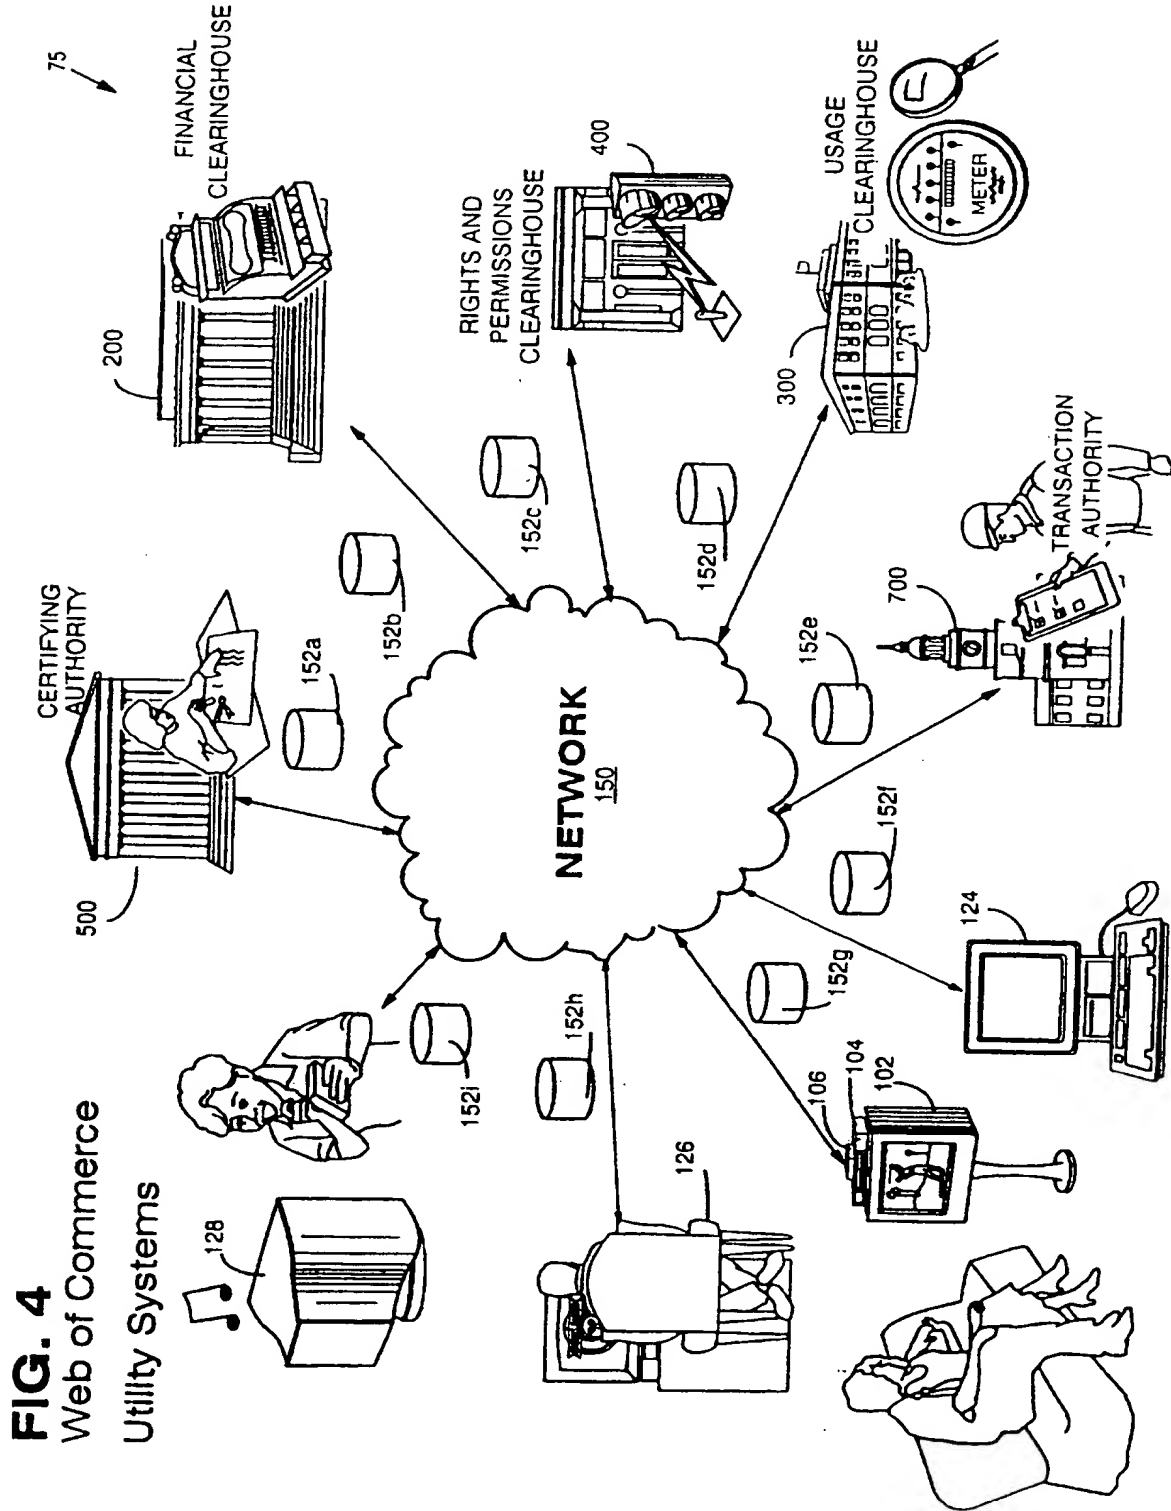 FIG. 4
Web of Commerce
Utility Systems
75
128
500
CERTIFYING
AUTHORITY
200
FINANCIAL
CLEARINGHOUSE
152i
152a
152b
152h
126
NETWORK
150
152c
RIGHTS AND
PERMISSIONS
CLEARINGHOUSE
400
152d
152g
152f
152e
106
104
102
124
700
TRANSACTION
AUTHORITY
300
USAGE
CLEARINGHOUSE
METER